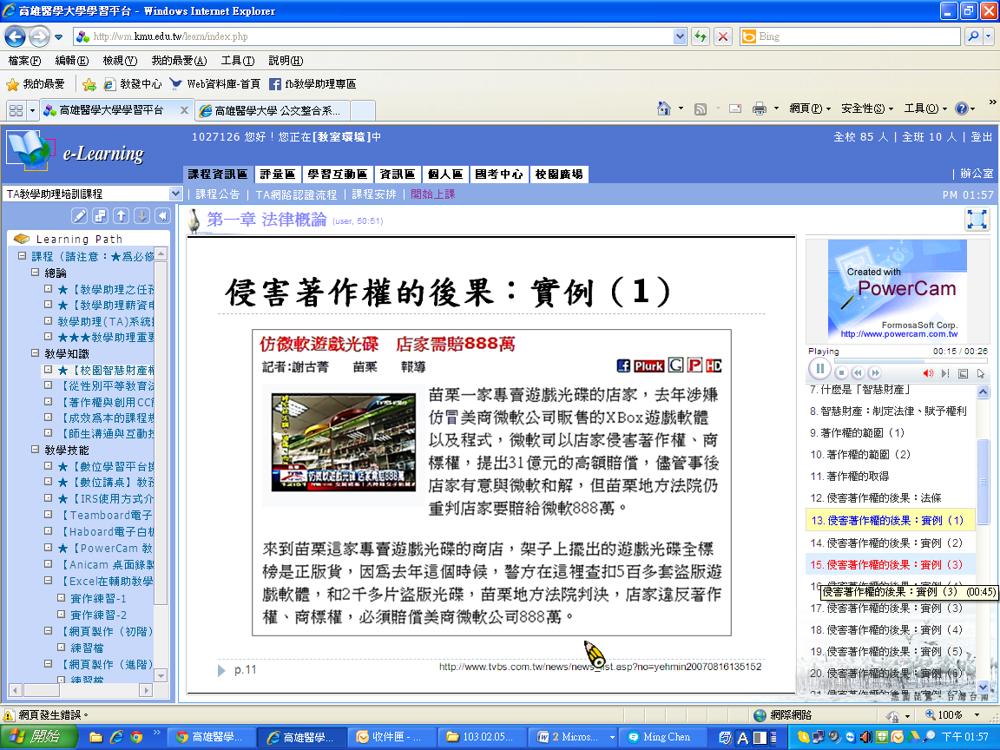 高雄醫學大學學習平台 - Windows Internet Explorer
http://wm.kmu.edu.tw/learn/index.php
Bing
檔案(F) 編輯(E) 檢視(V) 我的最愛(A) 工具(T) 說明(H)
我的最愛 教發中心 Web資料庫-首頁 fb教學助理專區
高雄醫學大學學習平台 高雄醫學大學 公文整合系...
網頁(P) 安全性(S) 工具(O)
1027126 您好！您正在[教室環境]中
全校 85 人 | 全班 10 人 | 登出
e-Learning
課程資訊區 評量區 學習互動區 資訊區 個人區 國考中心 校園廣場
| 辦公室
TA教學助理培訓課程
| 課程公告 | TA網路認證流程 | 課程安排 | 開始上課
PM 01:57
Learning Path
課程（請注意：★為必修
總論
★【教學助理之任務
★【教學助理薪資申
教學助理(TA)系統操
★★★教學助理重要
教學知識
★【校園智慧財產權
【從性別平等教育法
【著作權與創用CC
【成效為本的課程規
【師生溝通與互動技
教學技能
★【數位學習平台操
★【數位講桌】教務
★【IRS使用方式介
【Teamboard電子
【Haboard電子白板
★【PowerCam 教
【Anicam 桌面錄製
【Excel在輔助教學
實作練習-1
實作練習-2
【網頁製作（初階）
練習檔
【網頁製作（進階）
練習檔
第一章 法律概論 (user, 50:51)
侵害著作權的後果：實例（1）
仿微軟遊戲光碟 店家需賠888萬
記者:謝古菁 苗栗 報導
Plurk G P HD
苗栗一家專賣遊戲光碟的店家，去年涉嫌
仿冒美商微軟公司販售的XBox遊戲軟體
以及程式，微軟可以店家侵害著作權、商
標權，提出31億元的高額賠償，儘管事後
店家有意與微軟和解，但苗栗地方法院仍
重判店家要賠給微軟888萬。
仿微軟遊戲光碟 店家需賠888萬
來到苗栗這家專賣遊戲光碟的商店，架子上擺出的遊戲光碟全標
榜是正版貨，因為去年這個時候，警方在這裡查扣5百多套盜版遊
戲軟體，和2千多片盜版光碟，苗栗地方法院判決，店家違反著作
權、商標權，必須賠償美商微軟公司888萬。
p.11
http://www.tvbs.com.tw/news/news_list.asp?no=yehmin20070816135152
Created with
PowerCam
FormosaSoft Corp.
http://www.powercam.com.tw
Playing 00:15 / 00:26
7. 什麼是「智慧財產」
8. 智慧財產：制定法律、賦予權利
9. 著作權的範圍（1）
10. 著作權的範圍（2）
11. 著作權的取得
12. 侵害著作權的後果：法條
13. 侵害著作權的後果：實例（1）
14. 侵害著作權的後果：實例（2）
15. 侵害著作權的後果：實例（3）
16.
侵害著作權的後果：實例（3） (00:45)
17. 侵害著作權的後果：實例（3）
18. 侵害著作權的後果：實例（4）
19. 侵害著作權的後果：實例（5）
20. 侵害著作權的後果：實例（6）
網頁發生錯誤。
網際網路
100%
開始
高雄醫學... 高雄醫學... 收件匣 - ... 103.02.05... 2 Micros... Ming Chen
下午 01:57